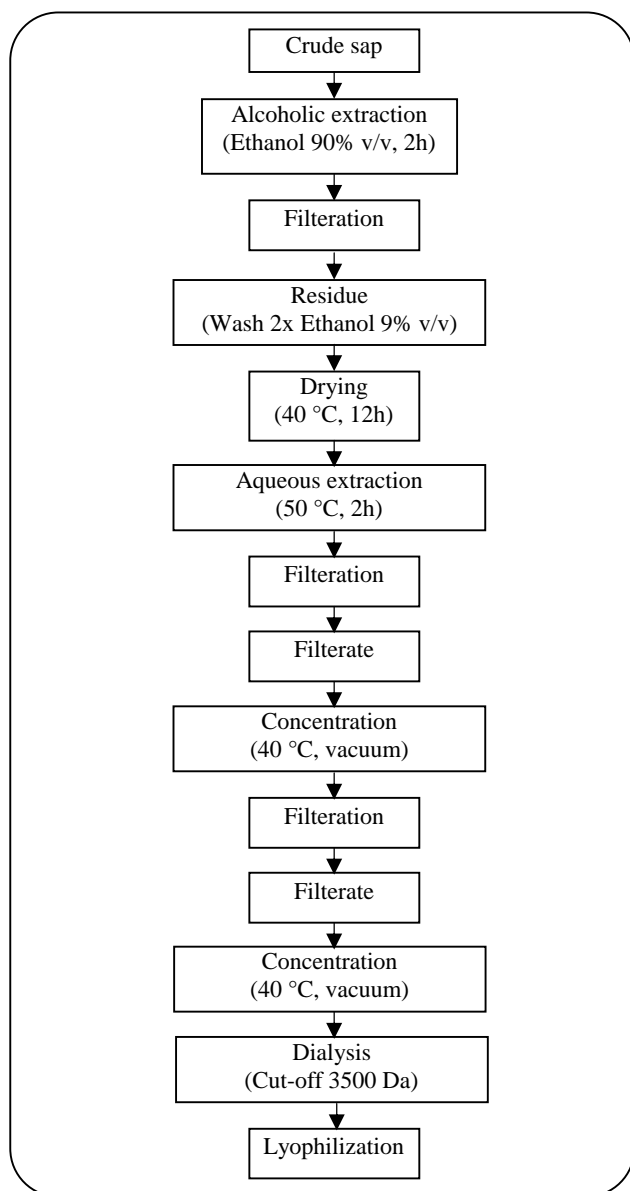 Crude sap
Alcoholic extraction
(Ethanol 90% v/v, 2h)
Filteration
Residue
(Wash 2x Ethanol 9% v/v)
Drying
(40 °C, 12h)
Aqueous extraction
(50 °C, 2h)
Filteration
Filterate
Concentration
(40 °C, vacuum)
Filteration
Filterate
Concentration
(40 °C, vacuum)
Dialysis
(Cut-off 3500 Da)
Lyophilization